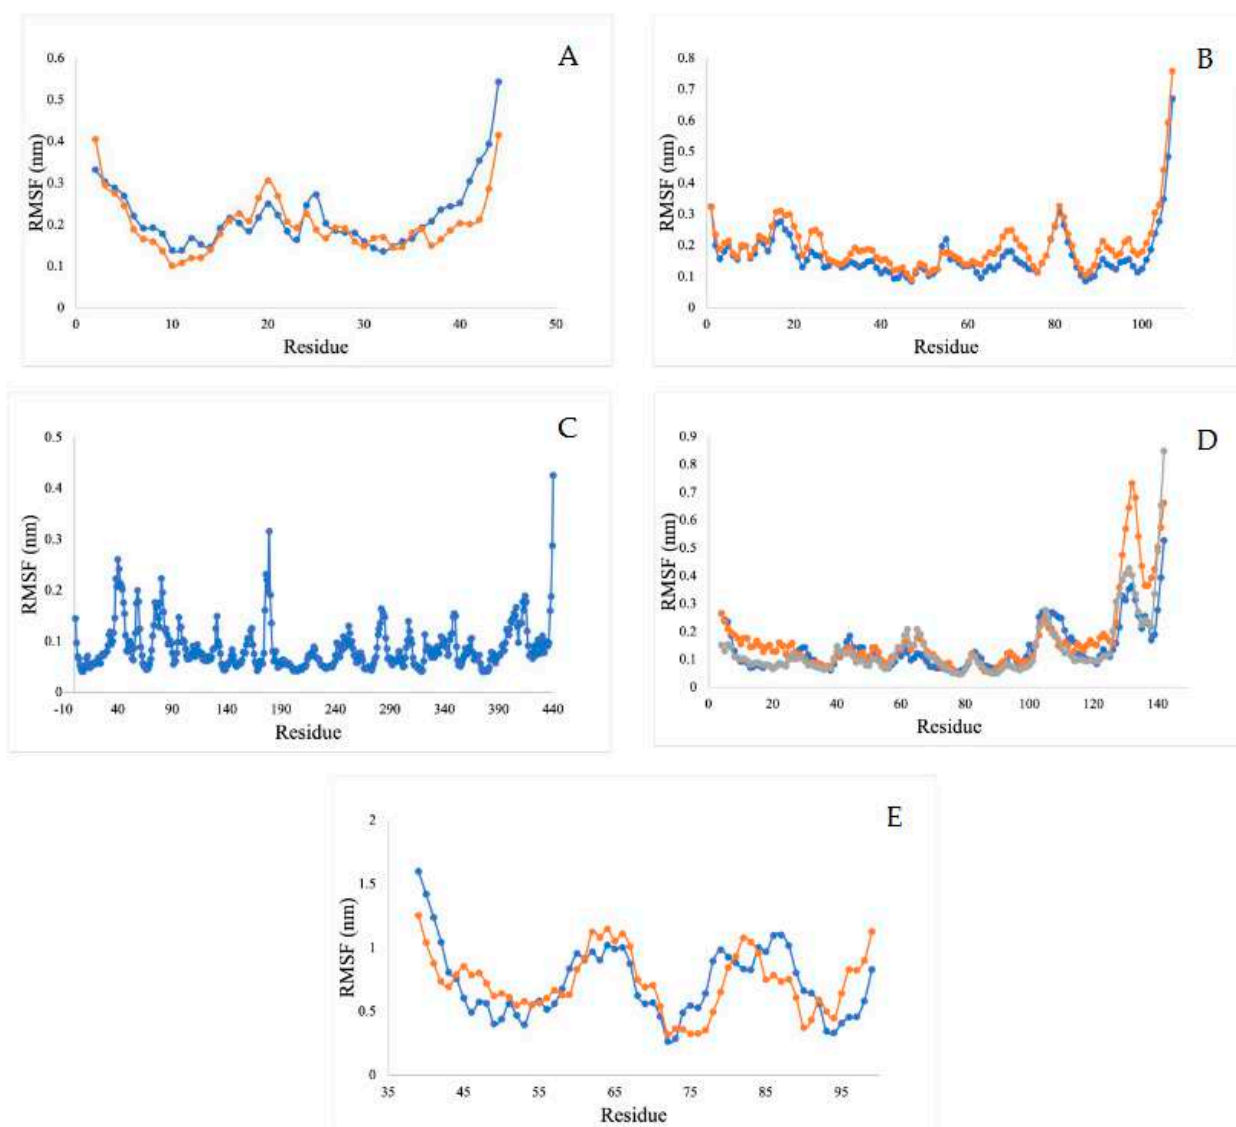 A
0.6
0.5
0.4
0.3
0.2
0.1
0
RMSF (nm)
0 10 20 30 40 50
Residue
B
0.8
0.7
0.6
0.5
0.4
0.3
0.2
0.1
0
RMSF (nm)
0 20 40 60 80 100
Residue
C
0.5
0.4
0.3
0.2
0.1
0
RMSF (nm)
-10 40 90 140 190 240 290 340 390 440
Residue
D
0.9
0.8
0.7
0.6
0.5
0.4
0.3
0.2
0.1
0
RMSF (nm)
0 20 40 60 80 100 120 140
Residue
E
2
1.5
1
0.5
0
RMSF (nm)
35 45 55 65 75 85 95
Residue